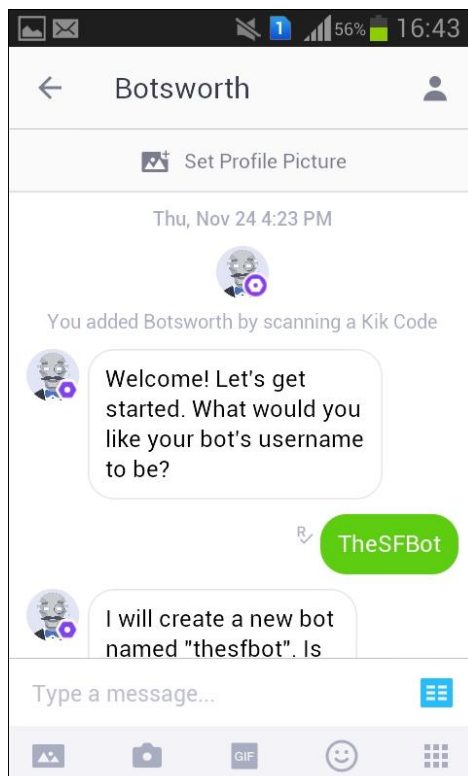 1 56% 16:43
Botsworth
Set Profile Picture
Thu, Nov 24 4:23 PM
You added Botsworth by scanning a Kik Code
Welcome! Let's get
started. What would you
like your bot's username
to be?
R TheSFBot
I will create a new bot
named "thesfbot". Is
Type a message...
GIF